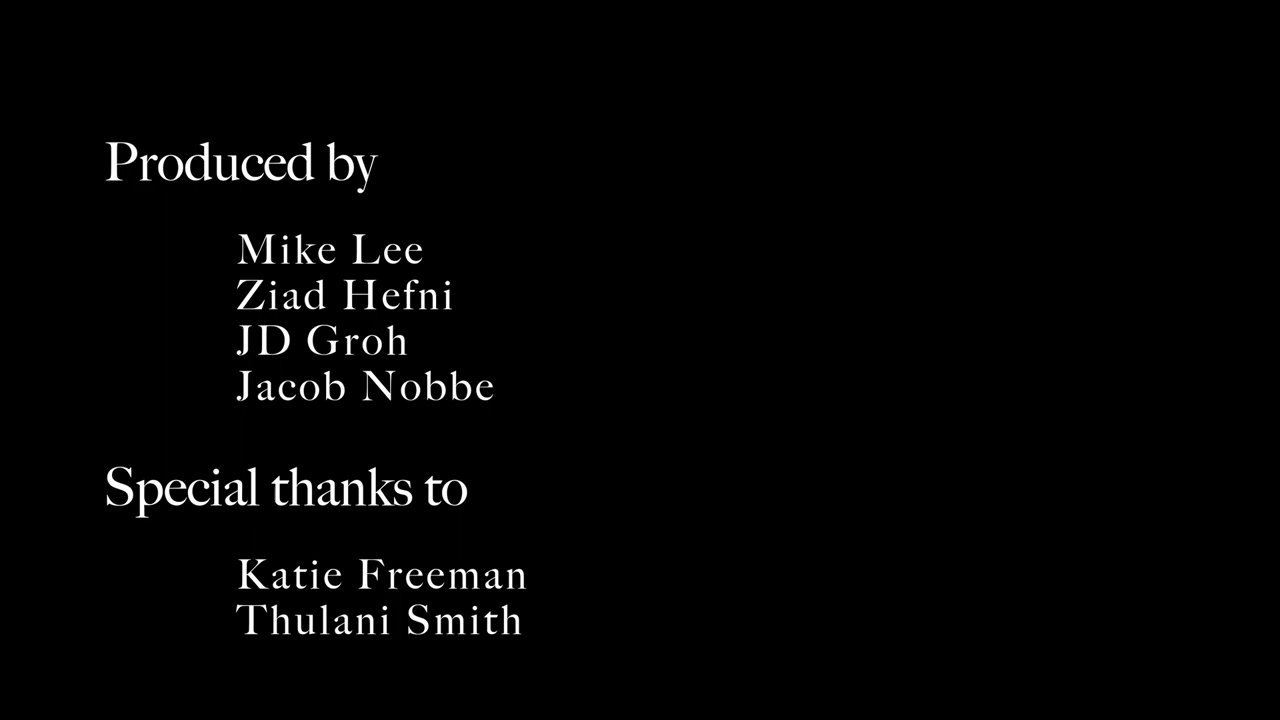 Produced by
Mike Lee
Ziad Hefni
JD Groh
Jacob Nobbe
Special thanks to
Katie Freeman
Thulani Smith